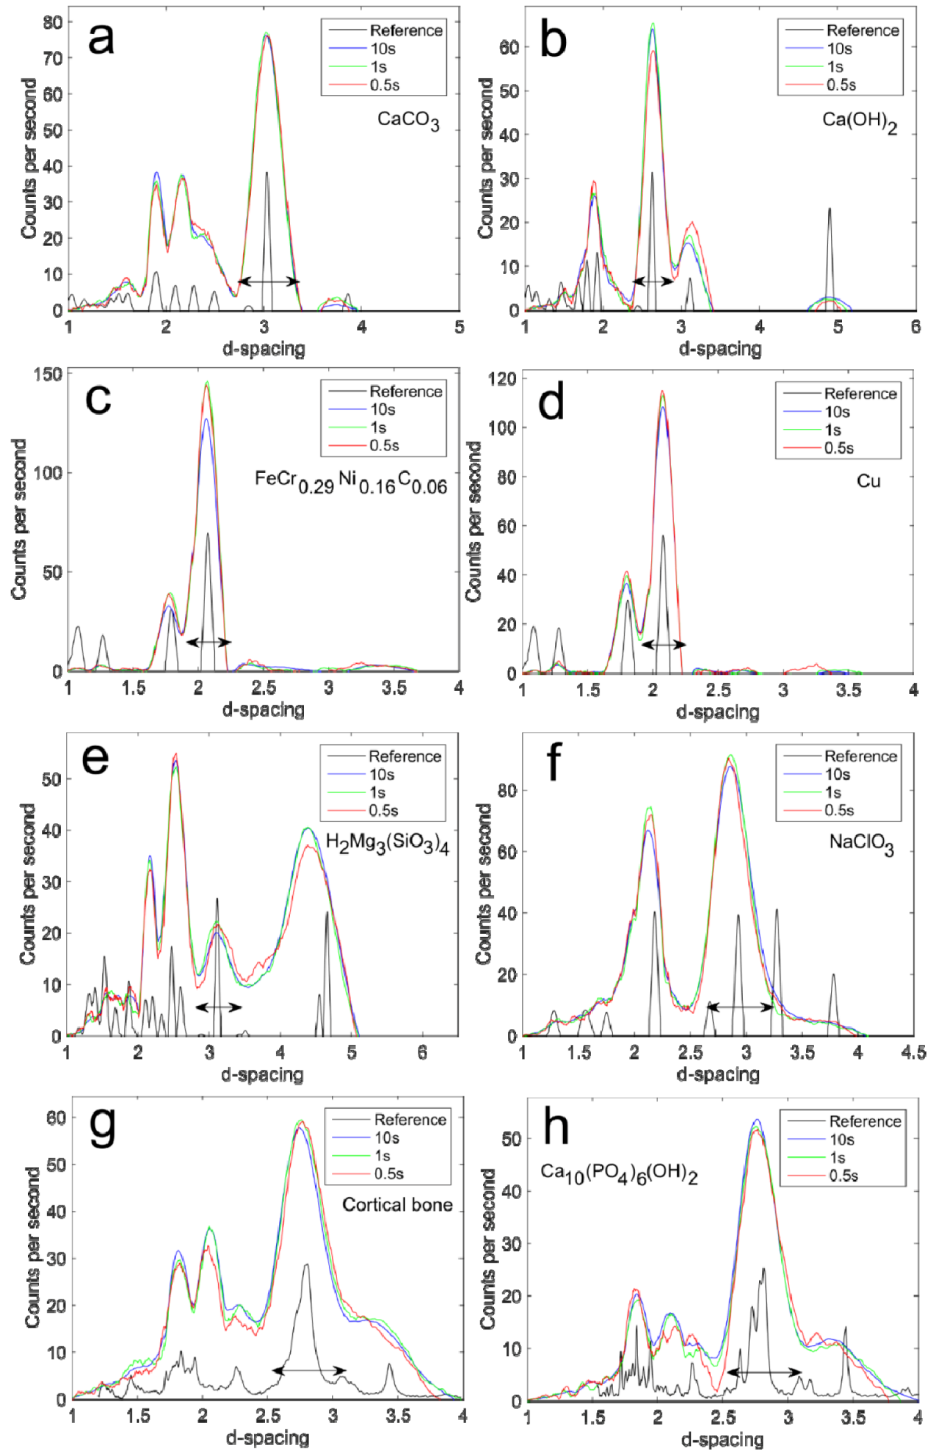 a
80
70
60
50
40
30
20
10
0
Counts per second
Reference
10s
1s
0.5s
CaCO3
1 2 3 4 5
d-spacing
b
60
50
40
30
20
10
0
Counts per second
Reference
10s
1s
0.5s
Ca(OH)2
1 2 3 4 5 6
d-spacing
c
150
100
50
0
Counts per second
Reference
10s
1s
0.5s
FeCr0.29 Ni0.16C0.06
1 1.5 2 2.5 3 3.5 4
d-spacing
d
120
100
80
60
40
20
0
Counts per second
Reference
10s
1s
0.5s
Cu
1 1.5 2 2.5 3 3.5 4
d-spacing
e
50
40
30
20
10
0
Counts per second
Reference
10s
1s
0.5s
H2Mg3(SiO3)4
1 2 3 4 5 6
d-spacing
f
80
60
40
20
0
Counts per second
Reference
10s
1s
0.5s
NaClO3
1 1.5 2 2.5 3 3.5 4 4.5
d-spacing
g
60
50
40
30
20
10
0
Counts per second
Reference
10s
1s
0.5s
Cortical bone
1 1.5 2 2.5 3 3.5 4
d-spacing
h
50
40
30
20
10
0
Counts per second
Reference
10s
1s
0.5s
Ca10(PO4)6(OH)2
1 1.5 2 2.5 3 3.5 4
d-spacing